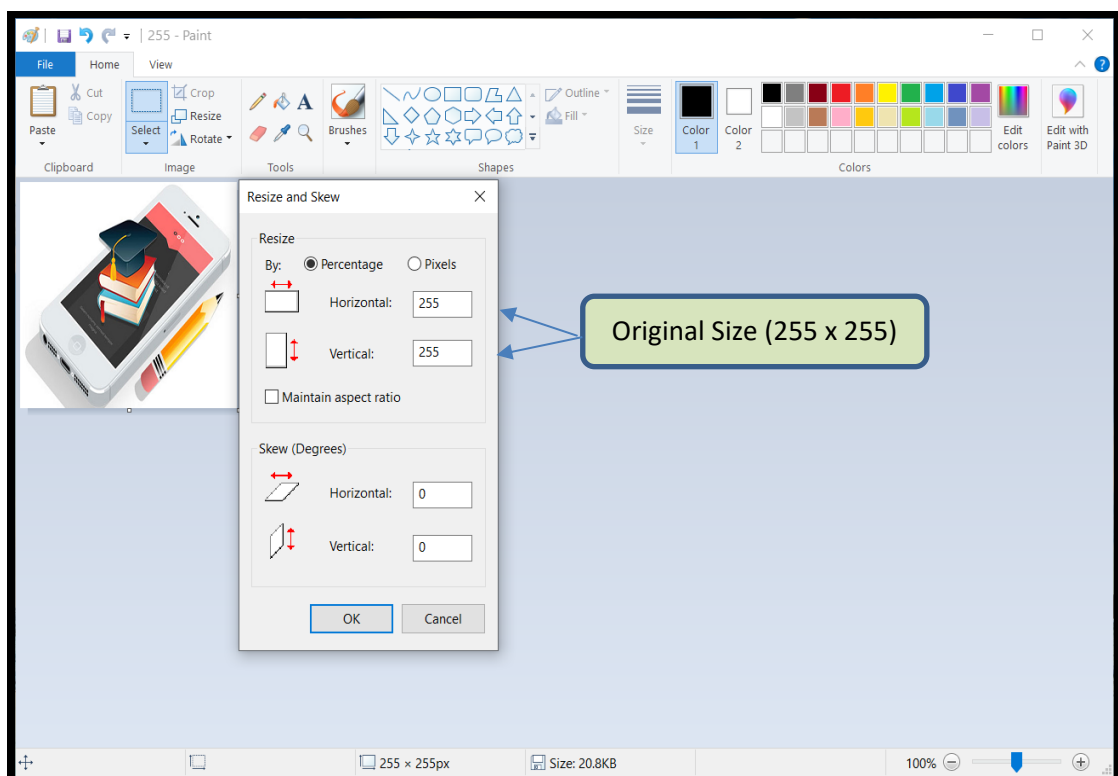 255 - Paint
File Home View
Paste
Cut
Copy
Clipboard
Select
Crop
Resize
Rotate
Image
A
Tools
Brushes
Outline
Fill
Shapes
Size
Color 1
Color 2
Edit colors
Colors
Edit with Paint 3D
Resize and Skew
Resize
By: Percentage Pixels
Horizontal: 255
Vertical: 255
Maintain aspect ratio
Skew (Degrees)
Horizontal: 0
Vertical: 0
OK Cancel
Original Size (255 x 255)
255 × 255px Size: 20.8KB 100%